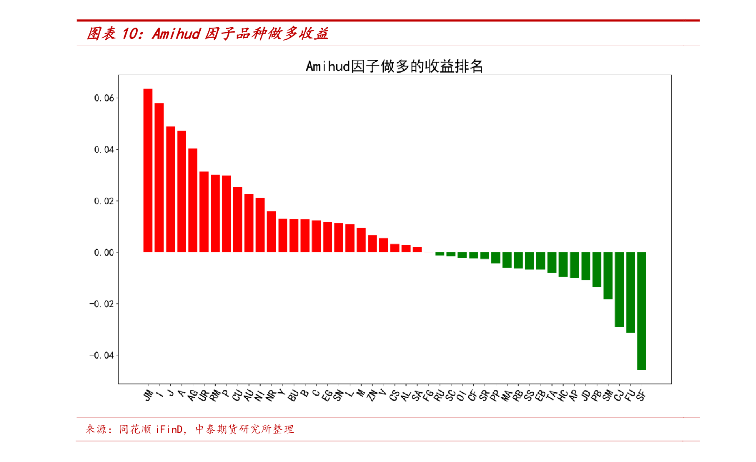 图表 10：Amihud 因子品种做多收益
Amihud因子做多的收益排名
0.06
0.04
0.02
0.00
-0.02
-0.04
JM I J A AG UR RM P CU AU NI NR Y BU B C EG SN L M ZN V CS AL SA FG RU SC OI CF SR PP MA RB SS EB TA HC AP JD PB SM CJ FU SF
来源：同花顺 iFinD，中泰期货研究所整理